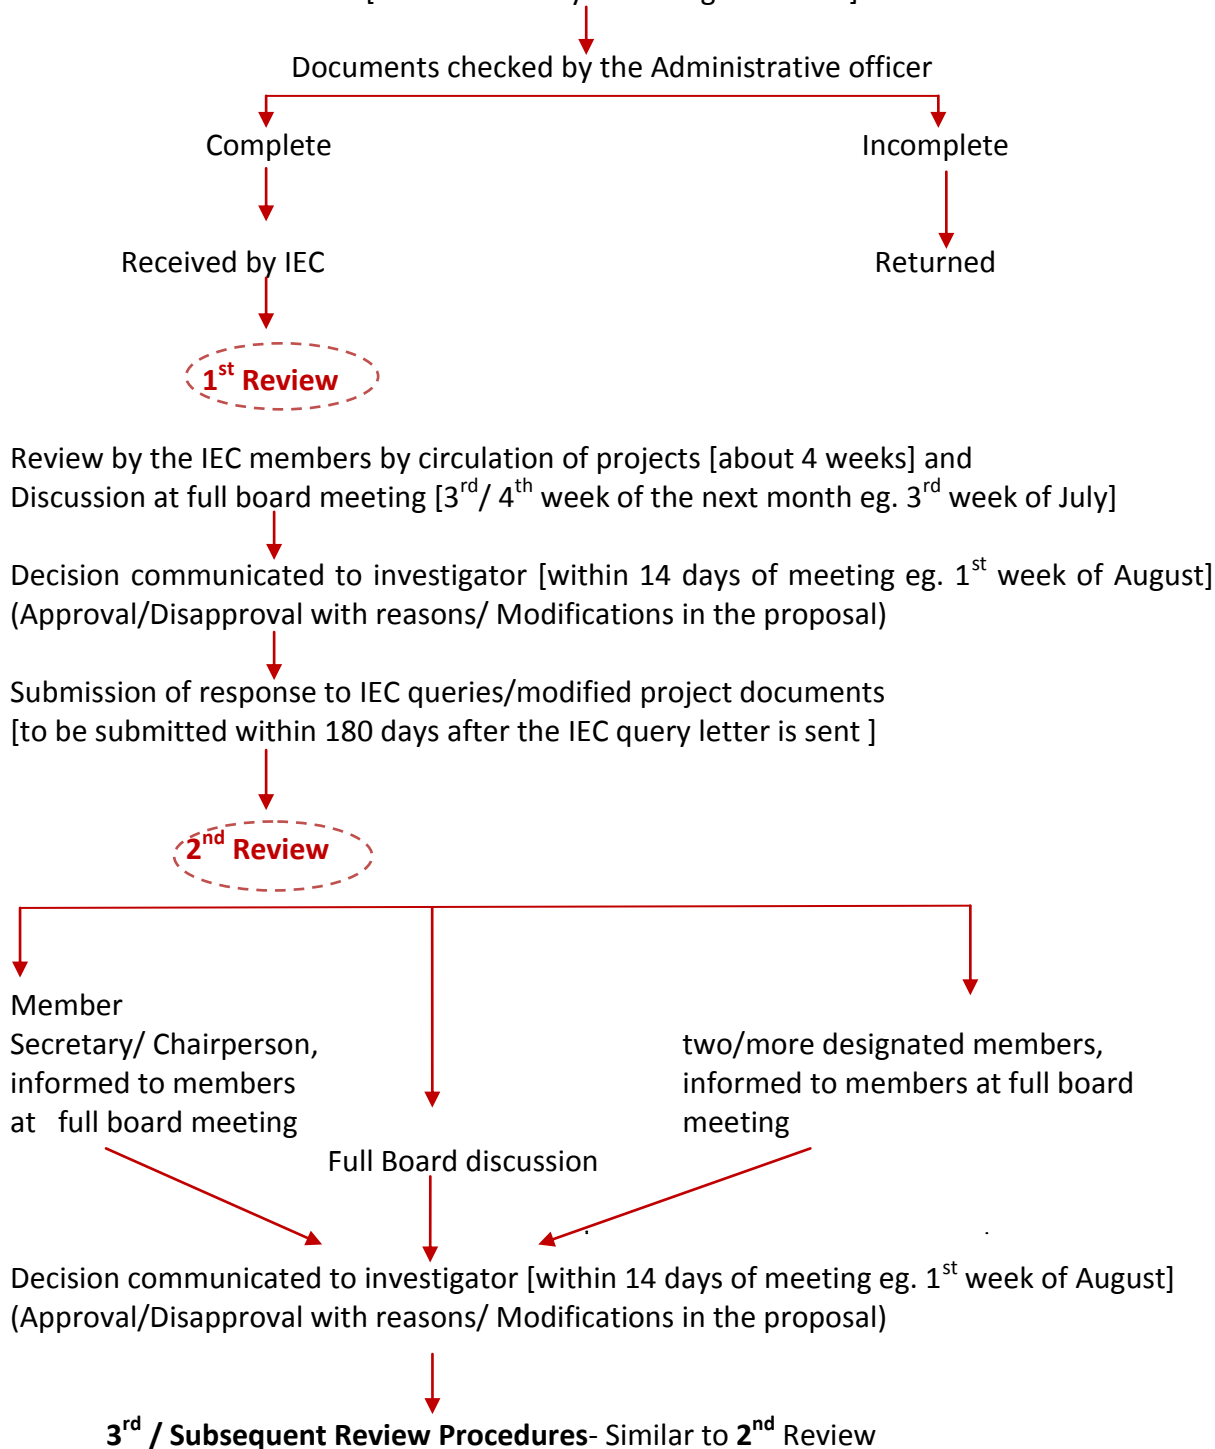 Documents checked by the Administrative officer
Complete
Incomplete
Received by IEC
Returned
1st Review
Review by the IEC members by circulation of projects [about 4 weeks] and
Discussion at full board meeting [3rd/ 4th week of the next month eg. 3rd week of July]
Decision communicated to investigator [within 14 days of meeting eg. 1st week of August]
(Approval/Disapproval with reasons/ Modifications in the proposal)
Submission of response to IEC queries/modified project documents
[to be submitted within 180 days after the IEC query letter is sent ]
2nd Review
Member
Secretary/ Chairperson,
informed to members
at full board meeting
Full Board discussion
two/more designated members,
informed to members at full board
meeting
Decision communicated to investigator [within 14 days of meeting eg. 1st week of August]
(Approval/Disapproval with reasons/ Modifications in the proposal)
3rd / Subsequent Review Procedures- Similar to 2nd Review